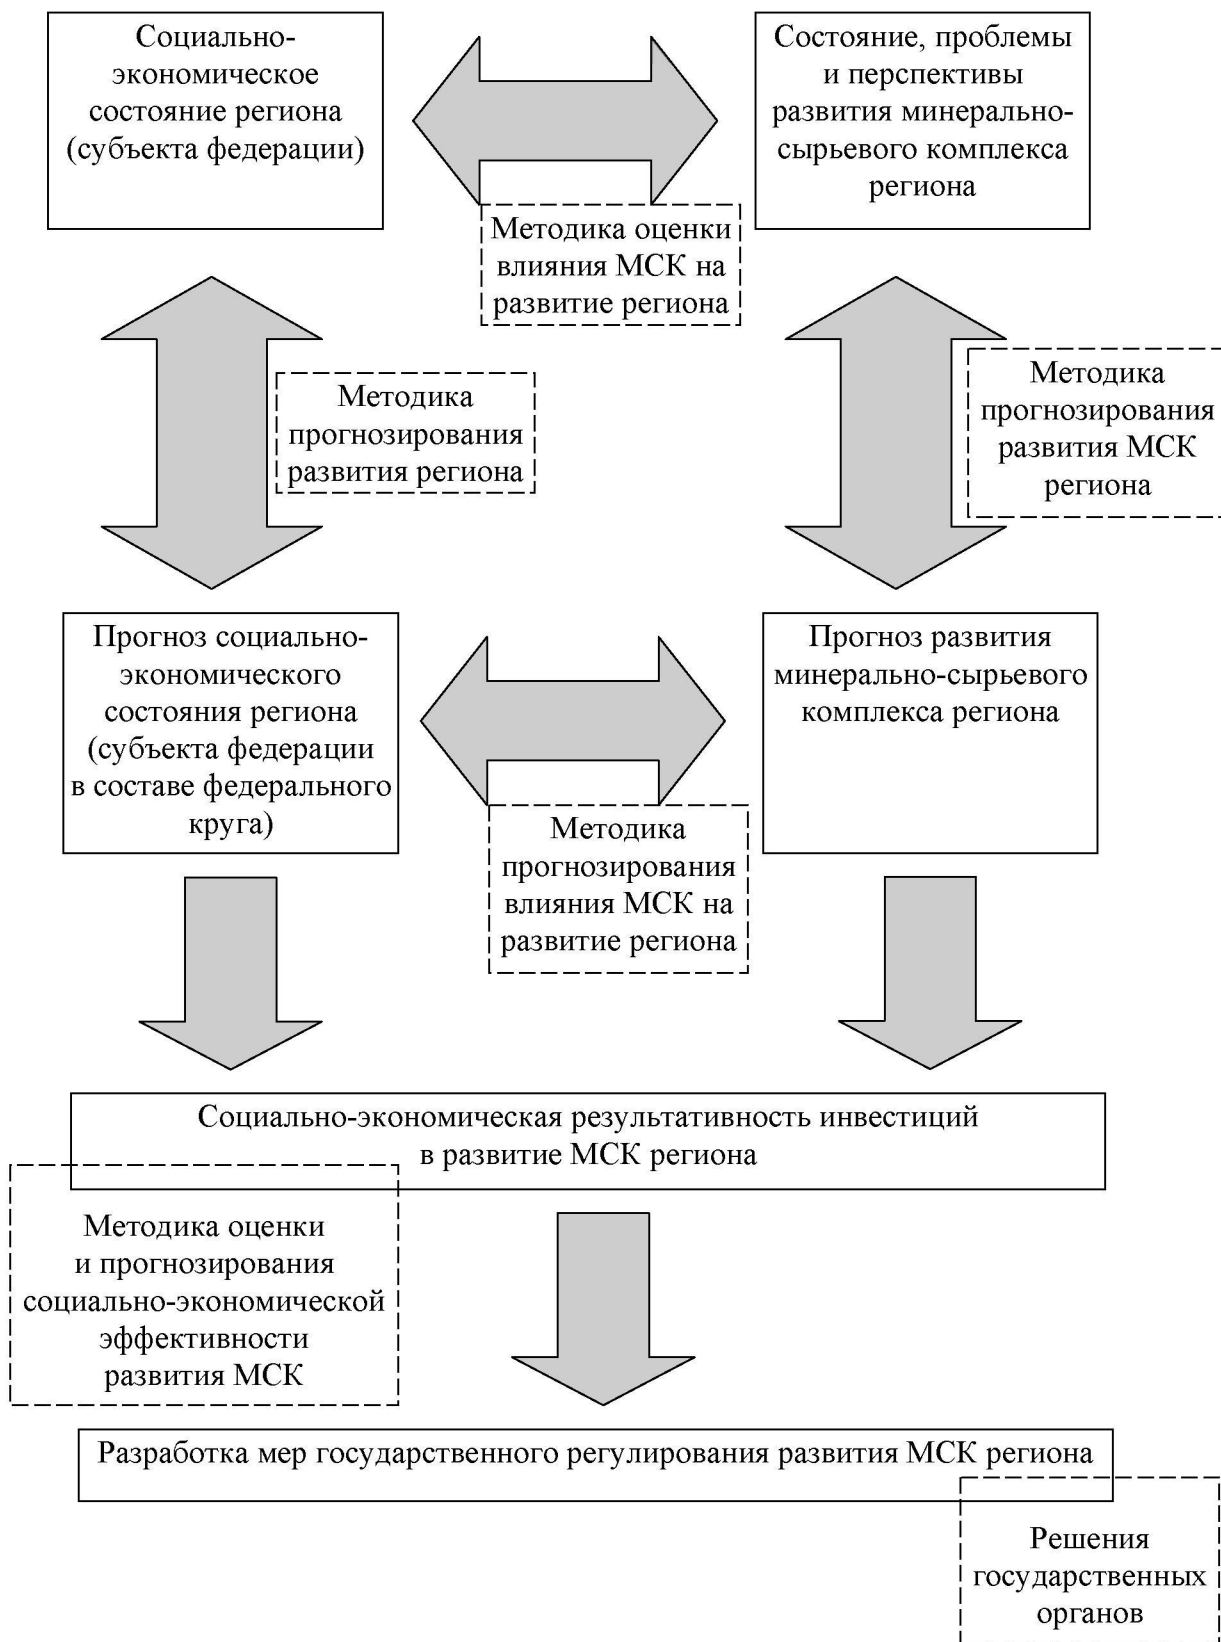 Социально-
экономическое
состояние региона
(субъекта федерации)
Состояние, проблемы
и перспективы
развития минерально-
сырьевого комплекса
региона
Методика оценки
влияния МСК на
развитие региона
Методика
прогнозирования
развития региона
Методика
прогнозирования
развития МСК
региона
Прогноз социально-
экономического
состояния региона
(субъекта федерации
в составе федерального
круга)
Прогноз развития
минерально-сырьевого
комплекса региона
Методика
прогнозирования
влияния МСК на
развитие региона
Социально-экономическая результативность инвестиций
в развитие МСК региона
Методика оценки
и прогнозирования
социально-экономической
эффективности
развития МСК
Разработка мер государственного регулирования развития МСК региона
Решения
государственных
органов